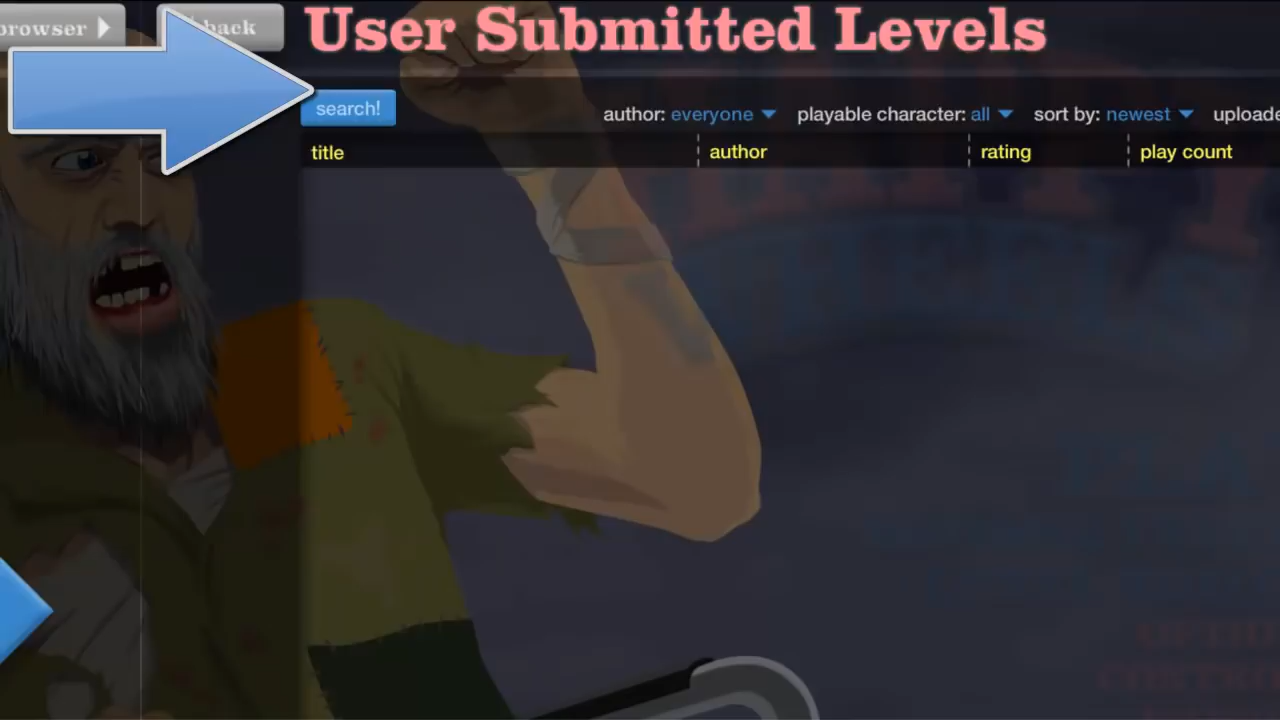 browser
back
User Submitted Levels
search!
author: everyone
playable character: all
sort by: newest
title
author
rating
play count